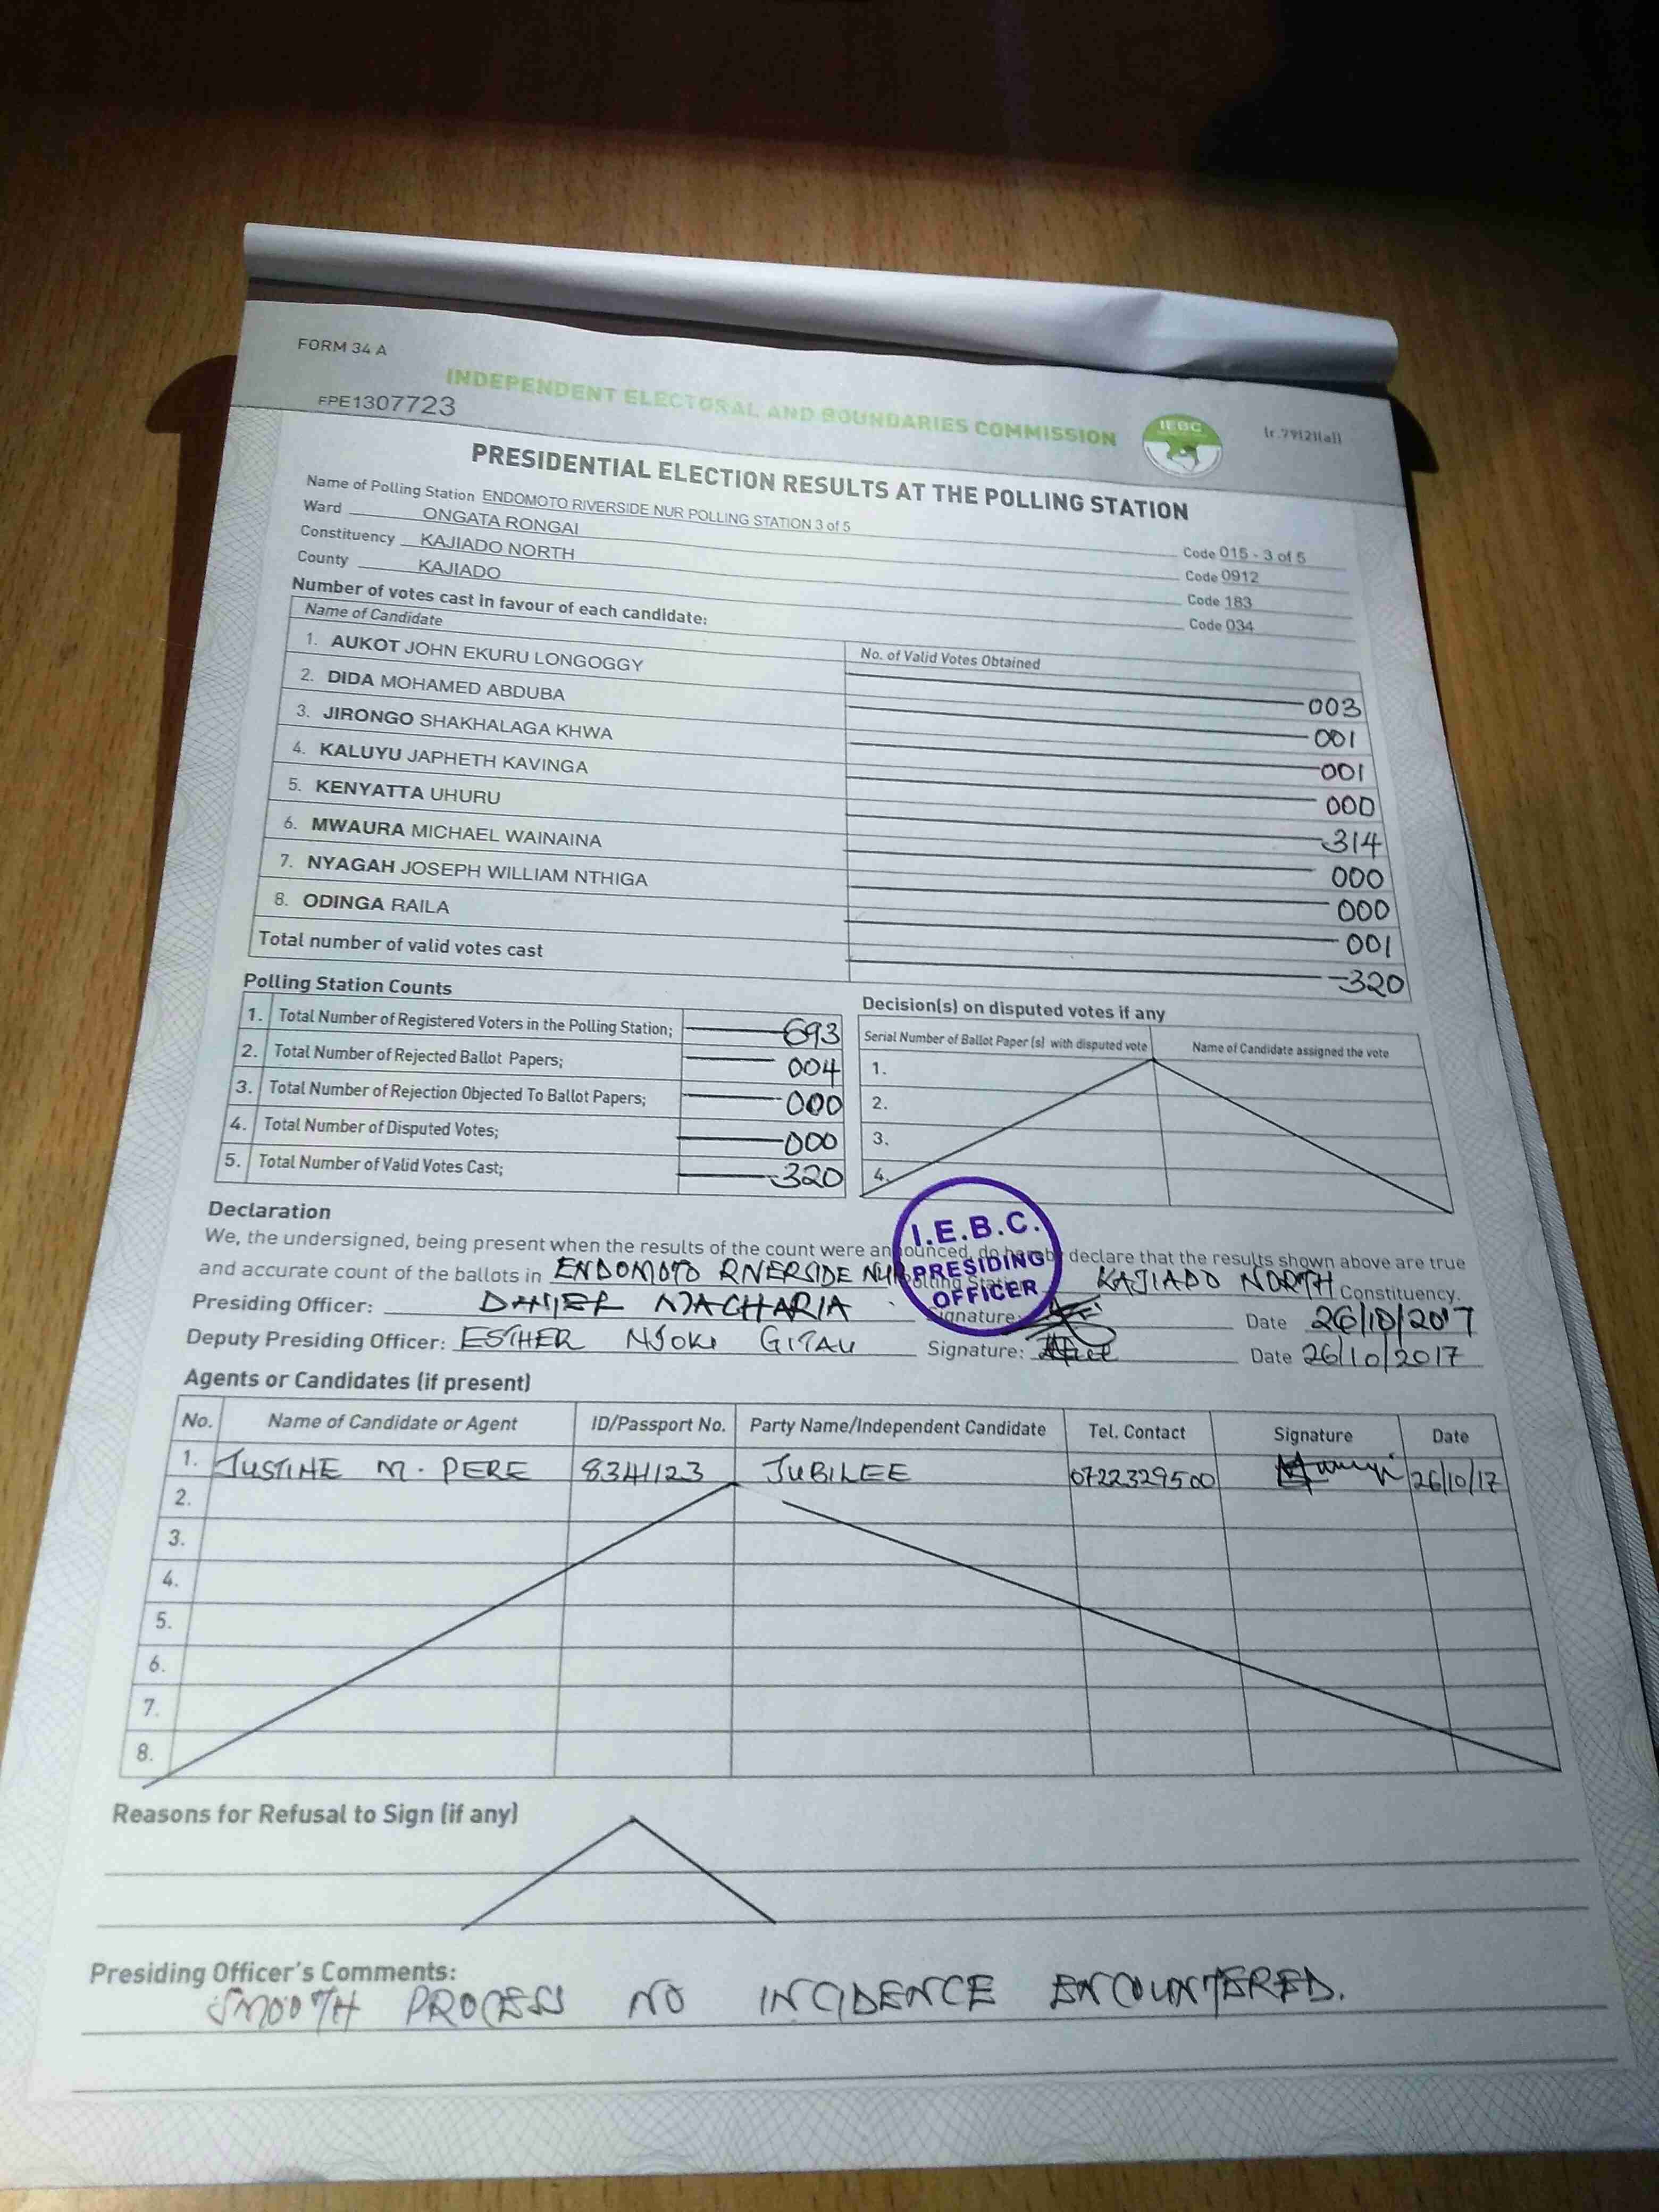 FORM 34 A
INDEPENDENT ELECTORAL AND BOUNDARIES COMMISSION
IEBC
FPE1307723
PRESIDENTIAL ELECTION RESULTS AT THE POLLING STATION
Name of Polling Station ENDOMOTO RIVERSIDE NUR POLLING STATION 3 of 5 Code 015 - 3 of 5
Ward ONGATA RONGAI Code 0912
Constituency KAJIADO NORTH Code 183
County KAJIADO Code 034
Number of votes cast in favour of each candidate:
Name of Candidate No. of Valid Votes Obtained
1. AUKOT JOHN EKURU LONGOGGY 003
2. DIDA MOHAMED ABDUBA 001
3. JIRONGO SHAKHALAGA KHWA 001
4. KALUYU JAPHETH KAVINGA 000
5. KENYATTA UHURU 314
6. MWAURA MICHAEL WAINAINA 000
7. NYAGAH JOSEPH WILLIAM NTHIGA 000
8. ODINGA RAILA 001
Total number of valid votes cast 320
Polling Station Counts
1. Total Number of Registered Voters in the Polling Station; 693
2. Total Number of Rejected Ballot Papers; 004
3. Total Number of Rejection Objected To Ballot Papers; 000
4. Total Number of Disputed Votes; 000
5. Total Number of Valid Votes Cast; 320
Decision(s) on disputed votes if any
Serial Number of Ballot Paper (s) with disputed vote Name of Candidate assigned the vote
1.
2.
3.
4.
Declaration
We, the undersigned, being present when the results of the count were announced, do hereby declare that the results shown above are true
and accurate count of the ballots in ENDOMOTO RIVERSIDE NUR Polling Station KAJIADO NORTH Constituency.
I.E.B.C.
PRESIDING
OFFICER
Presiding Officer: DANIEL MACHARIA Signature: Date 26/10/2017
Deputy Presiding Officer: ESTHER NJOKI GITAU Signature: Date 26/10/2017
Agents or Candidates (if present)
No. Name of Candidate or Agent ID/Passport No. Party Name/Independent Candidate Tel. Contact Signature Date
1. JUSTINE M. PERE 8341123 JUBILEE 0722329500 26/10/17
2.
3.
4.
5.
6.
7.
8.
Reasons for Refusal to Sign (if any)
Presiding Officer's Comments:
SMOOTH PROCESS NO INCIDENCE ENCOUNTERED.